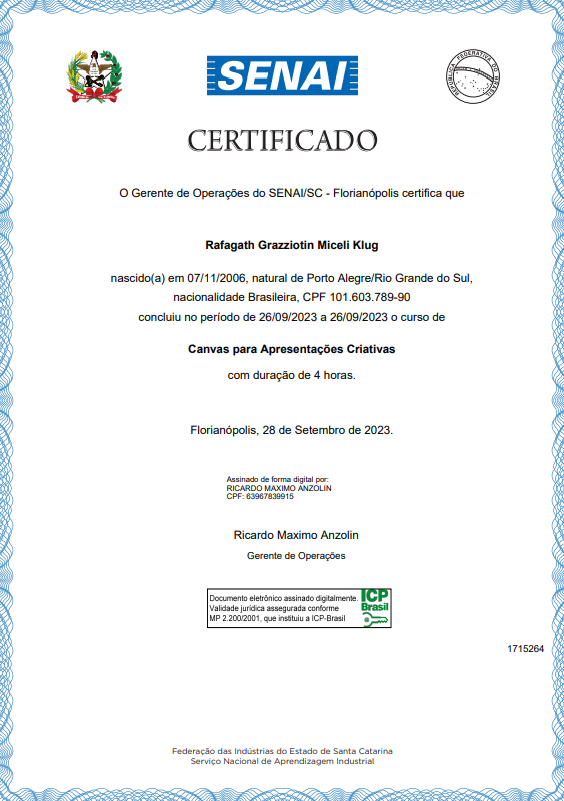 SENAI
REPÚBLICA FEDERATIVA DO BRASIL
CERTIFICADO
O Gerente de Operações do SENAI/SC - Florianópolis certifica que
Rafagath Grazziotin Miceli Klug
nascido(a) em 07/11/2006, natural de Porto Alegre/Rio Grande do Sul,
nacionalidade Brasileira, CPF 101.603.789-90
concluiu no período de 26/09/2023 a 26/09/2023 o curso de
Canvas para Apresentações Criativas
com duração de 4 horas.
Florianópolis, 28 de Setembro de 2023.
Assinado de forma digital por:
RICARDO MAXIMO ANZOLIN
CPF: 63967839915
Ricardo Maximo Anzolin
Gerente de Operações
Documento eletrônico assinado digitalmente.
Validade jurídica assegurada conforme
MP 2.200/2001, que instituiu a ICP-Brasil
ICP
Brasil
1715264
Federação das Indústrias do Estado de Santa Catarina
Serviço Nacional de Aprendizagem Industrial